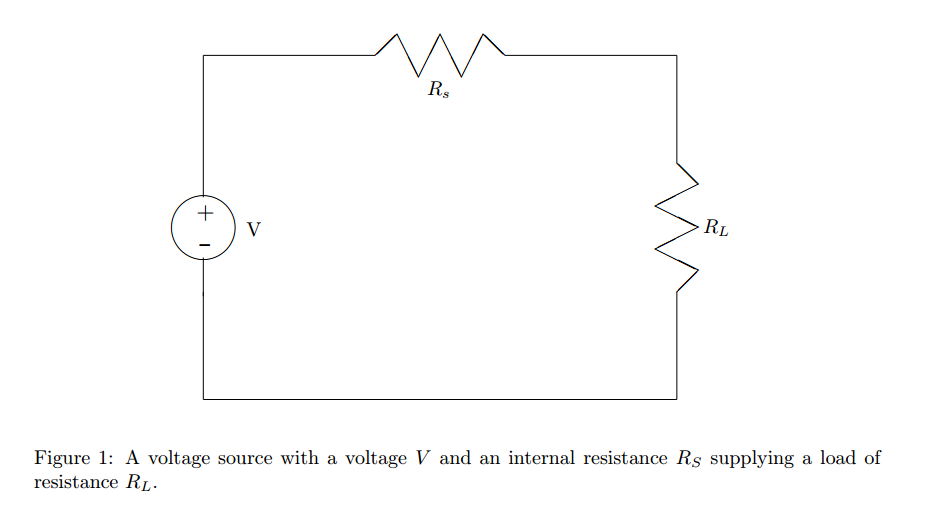 R_s
+
−
V
R_L
Figure 1: A voltage source with a voltage V and an internal resistance R_S supplying a load of
resistance R_L.